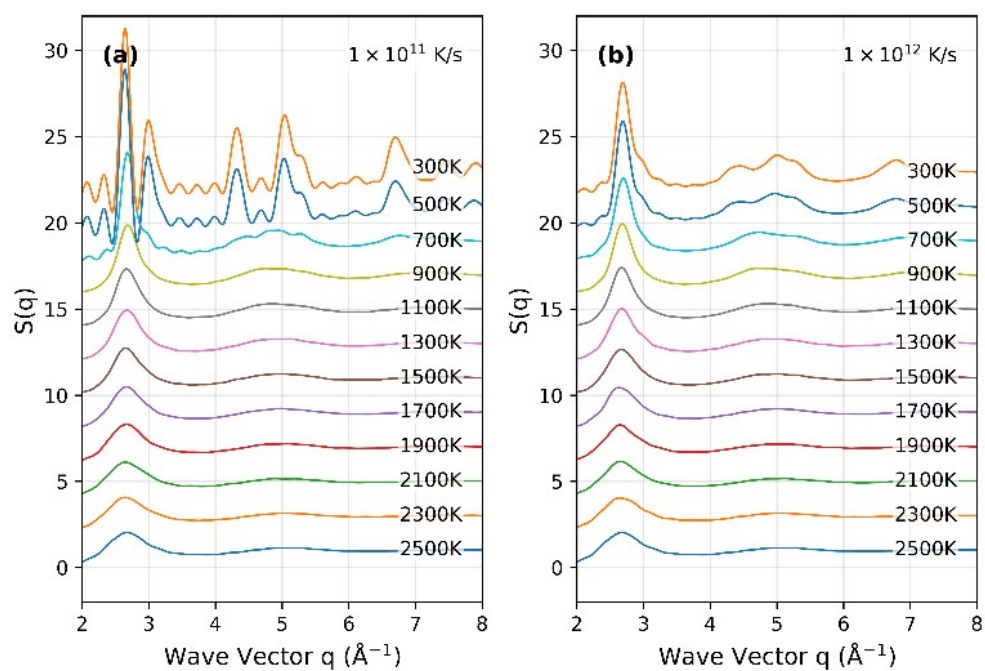 (a)
1 × 10¹¹ K/s
30
25
20
15
10
5
0
S(q)
300K
500K
700K
900K
1100K
1300K
1500K
1700K
1900K
2100K
2300K
2500K
2 3 4 5 6 7 8
Wave Vector q (Å⁻¹)
(b)
1 × 10¹² K/s
30
25
20
15
10
5
0
S(q)
300K
500K
700K
900K
1100K
1300K
1500K
1700K
1900K
2100K
2300K
2500K
2 3 4 5 6 7 8
Wave Vector q (Å⁻¹)